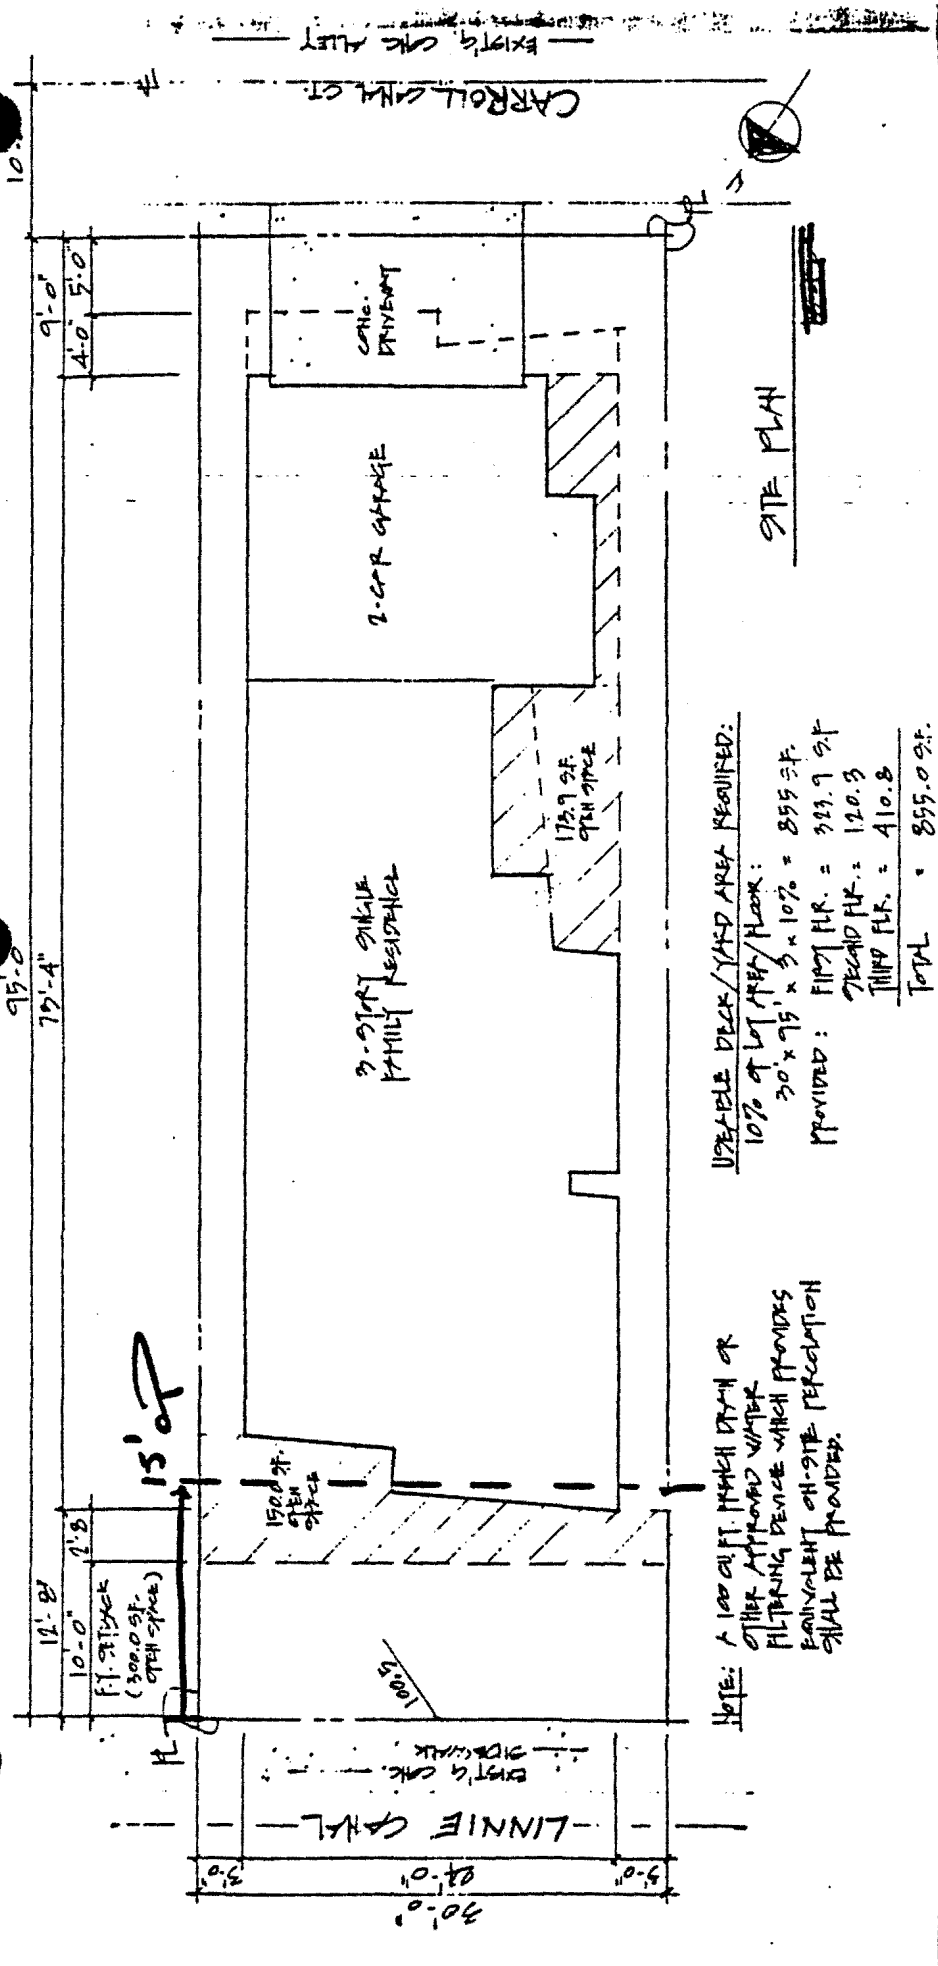 EXIST'G. CONC. ALLEY
CARROLL CANAL CT.
95'-0"
9'-0"
73'-4"
12'-8"
4'-0"
5'-0"
10'-0"
2'-8
F.Y. SETBACK
(300.0 S.F.
OPEN SPACE)
15'
CONC.
DRIVEWAY
2-CAR GARAGE
3-STORY SINGLE
FAMILY RESIDENCE
173.9 S.F.
OPEN SPACE
150.0 S.F.
OPEN
SPACE
100.5
PL
EXIST'G CONC.
SIDEWALK
LINNIE CANAL
3'-0"
24'-0"
3'-0"
30'-0"
SITE PLAN
USEABLE DECK/YARD AREA REQUIRED:
10% OF LOT AREA/FLOOR:
30' x 95' x 3 x 10% = 855 S.F.
PROVIDED: FIRST FLR. = 323.9 S.F
SECOND FLR. = 120.3
THIRD FLR. = 410.8
TOTAL = 855.0 S.F.
NOTE: A 100 CU.FT. FRENCH DRAIN OR
OTHER APPROVED WATER
FILTERING DEVICE WHICH PROVIDES
EQUIVALENT ON-SITE PERCOLATION
SHALL BE PROVIDED.